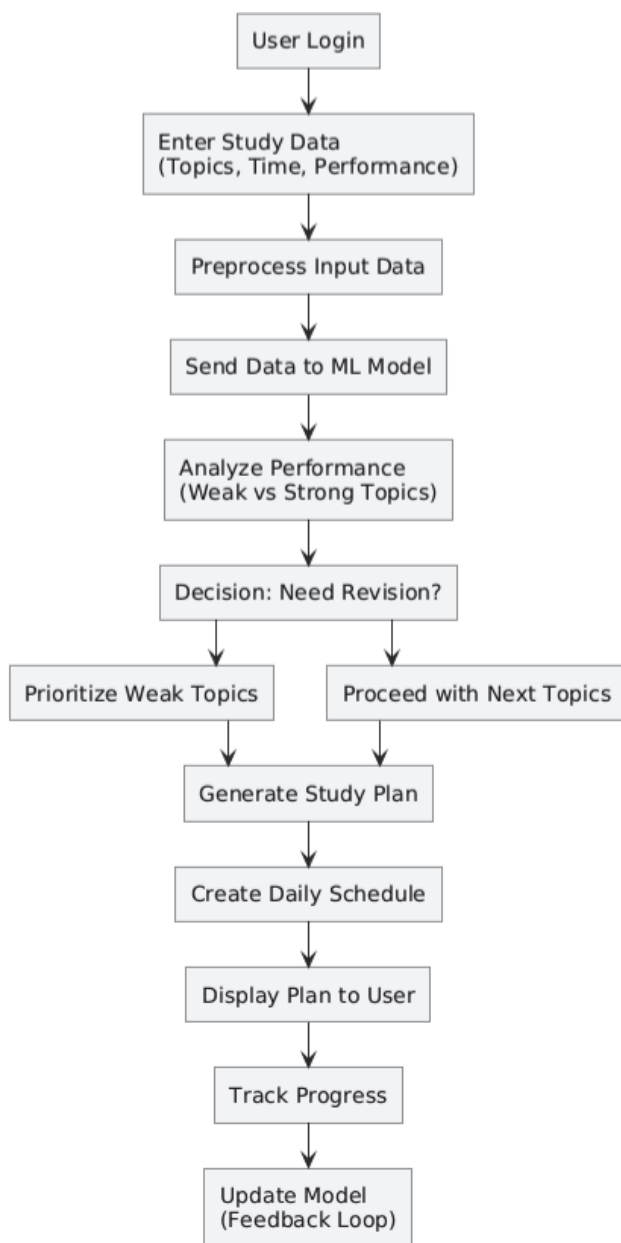 User Login
Enter Study Data
(Topics, Time, Performance)
Preprocess Input Data
Send Data to ML Model
Analyze Performance
(Weak vs Strong Topics)
Decision: Need Revision?
Prioritize Weak Topics
Proceed with Next Topics
Generate Study Plan
Create Daily Schedule
Display Plan to User
Track Progress
Update Model
(Feedback Loop)